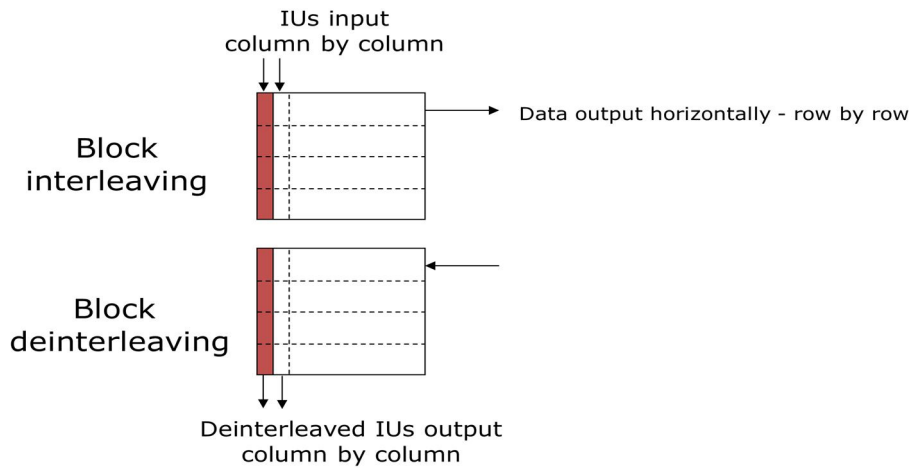 IUs input
column by column
Data output horizontally - row by row
Block
interleaving
Block
deinterleaving
Deinterleaved IUs output
column by column